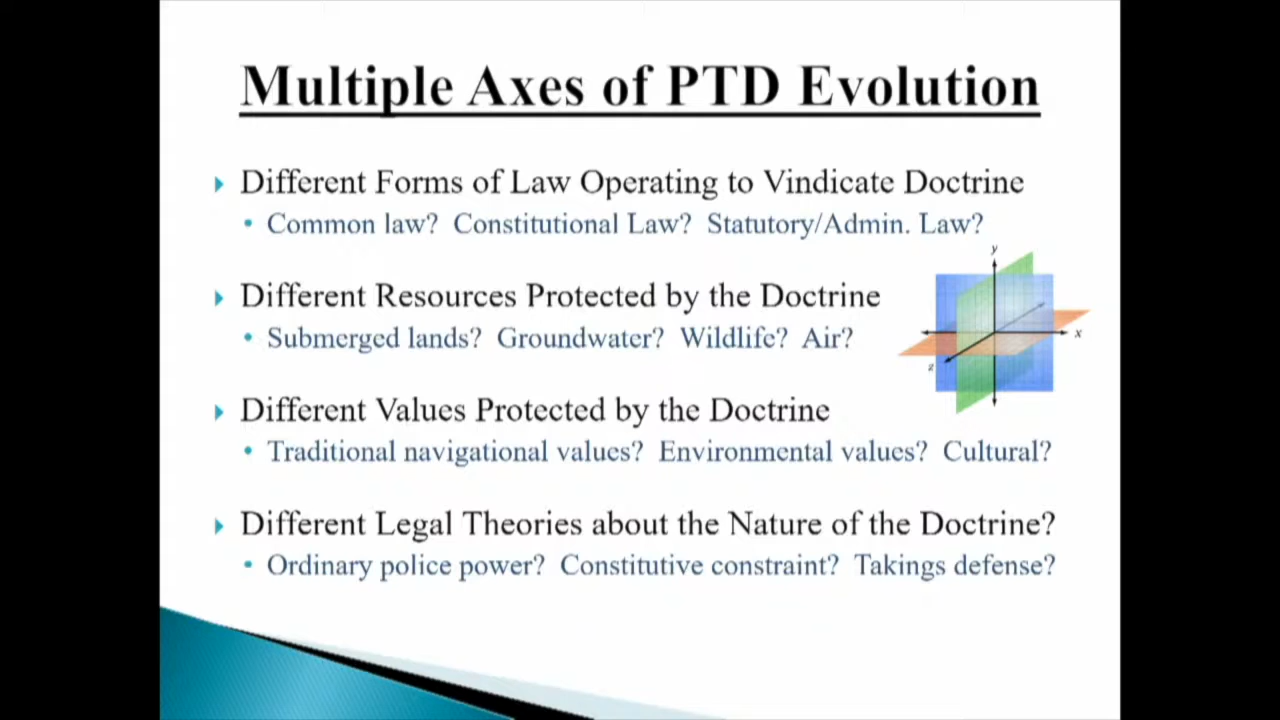 Multiple Axes of PTD Evolution
Different Forms of Law Operating to Vindicate Doctrine
Common law? Constitutional Law? Statutory/Admin. Law?
Different Resources Protected by the Doctrine
Submerged lands? Groundwater? Wildlife? Air?
Different Values Protected by the Doctrine
Traditional navigational values? Environmental values? Cultural?
Different Legal Theories about the Nature of the Doctrine?
Ordinary police power? Constitutive constraint? Takings defense?
y
x
z